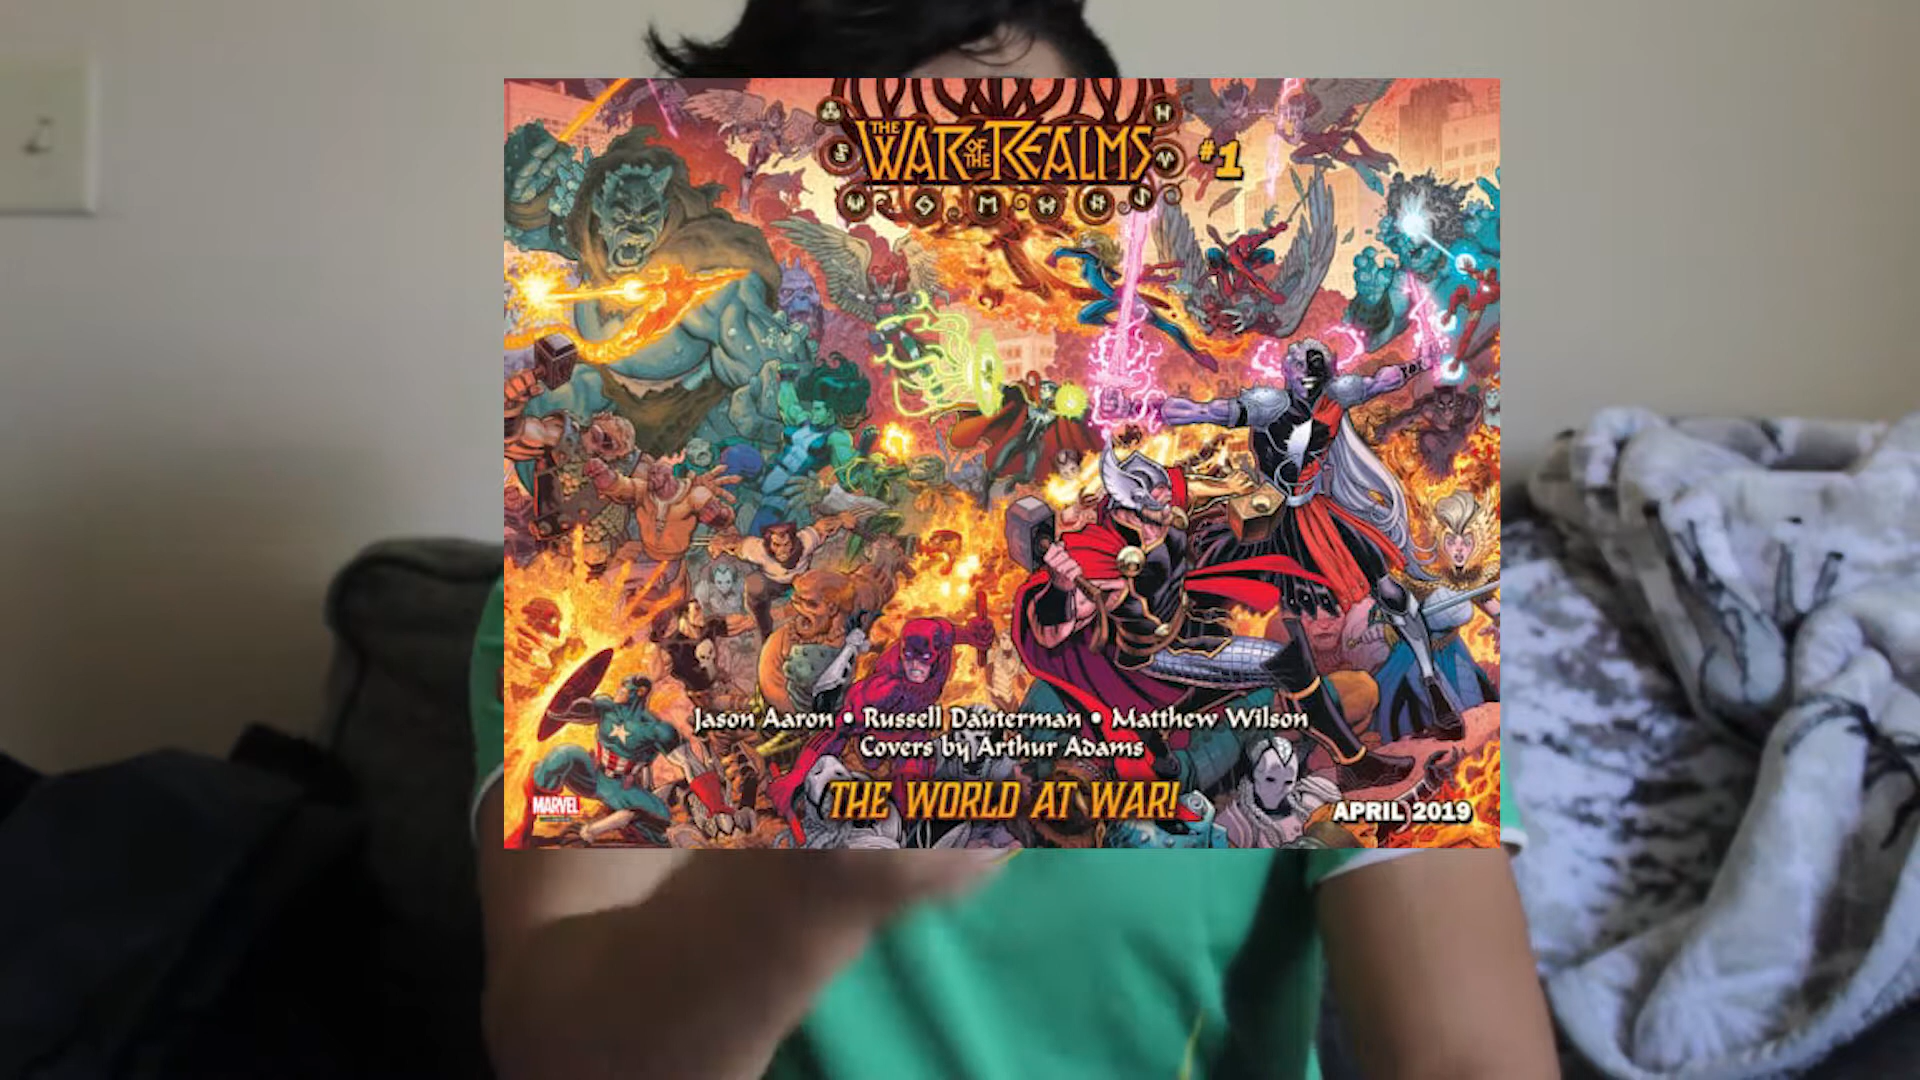 THE WAR OF THE REALMS #1
Jason Aaron • Russell Dauterman • Matthew Wilson
Covers by Arthur Adams
THE WORLD AT WAR!
MARVEL
APRIL 2019